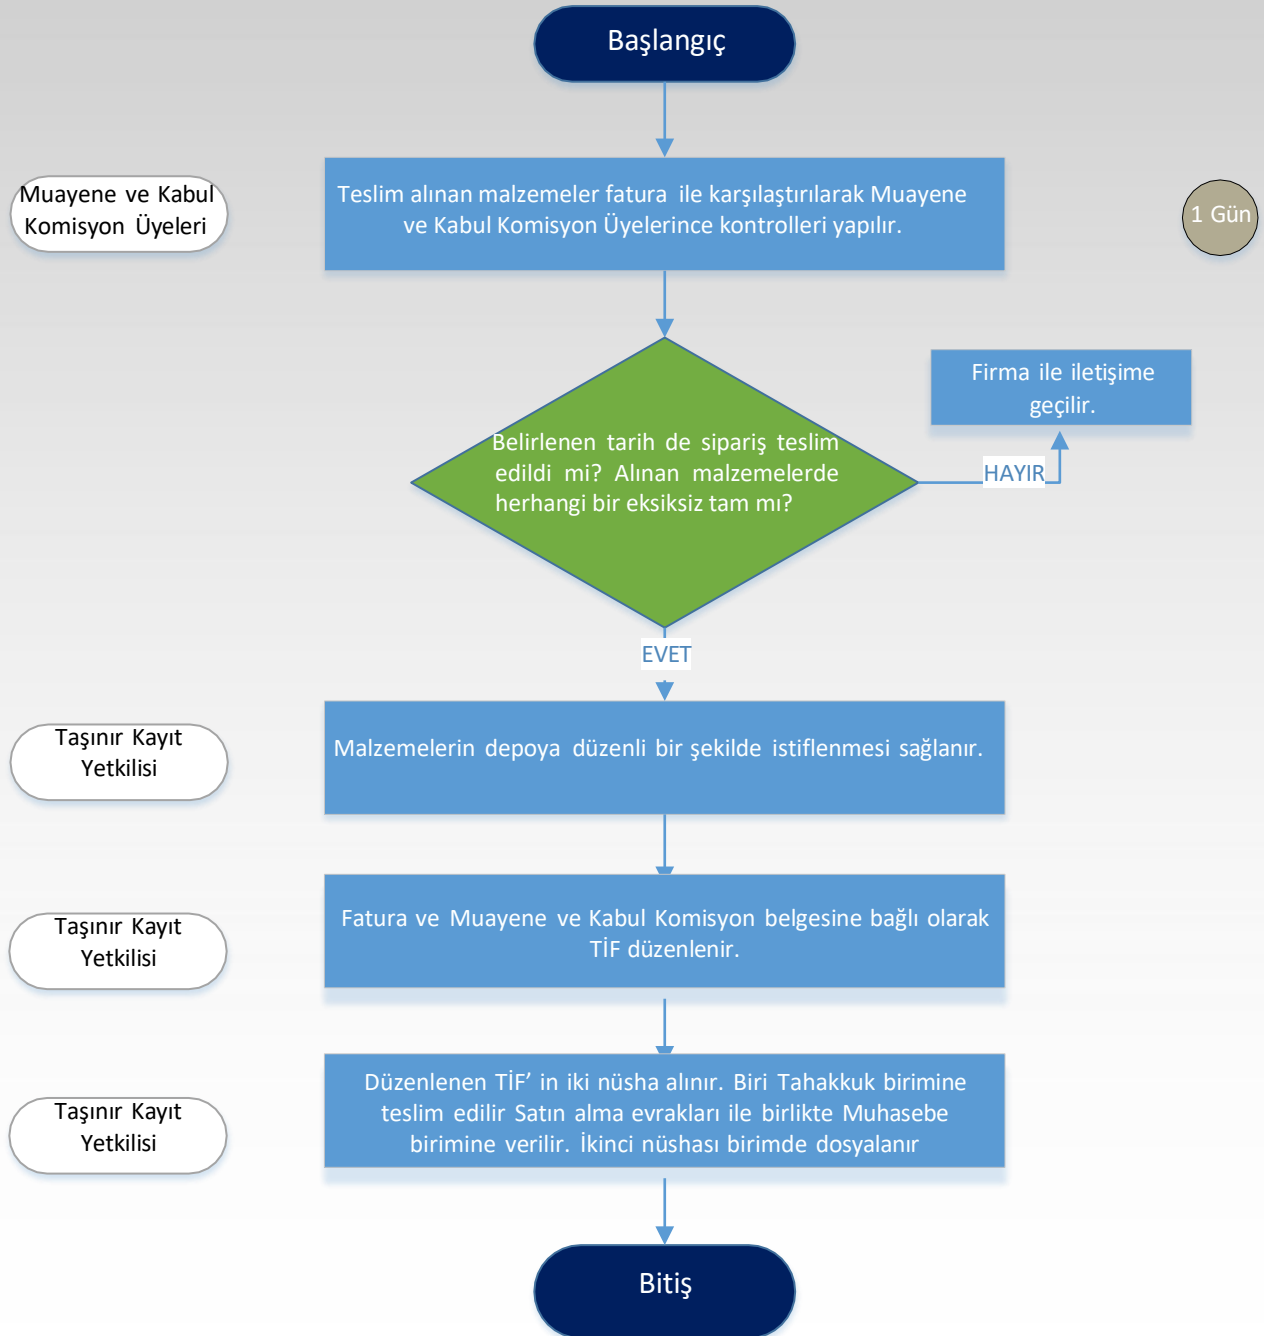 Başlangıç
Muayene ve Kabul
Komisyon Üyeleri
Teslim alınan malzemeler fatura ile karşılaştırılarak Muayene
ve Kabul Komisyon Üyelerince kontrolleri yapılır.
1 Gün
Firma ile iletişime
geçilir.
Belirlenen tarih de sipariş teslim
edildi mi? Alınan malzemelerde
herhangi bir eksiksiz tam mı?
HAYIR
EVET
Taşınır Kayıt
Yetkilisi
Malzemelerin depoya düzenli bir şekilde istiflenmesi sağlanır.
Taşınır Kayıt
Yetkilisi
Fatura ve Muayene ve Kabul Komisyon belgesine bağlı olarak
TİF düzenlenir.
Taşınır Kayıt
Yetkilisi
Düzenlenen TİF’ in iki nüsha alınır. Biri Tahakkuk birimine
teslim edilir Satın alma evrakları ile birlikte Muhasebe
birimine verilir. İkinci nüshası birimde dosyalanır
Bitiş